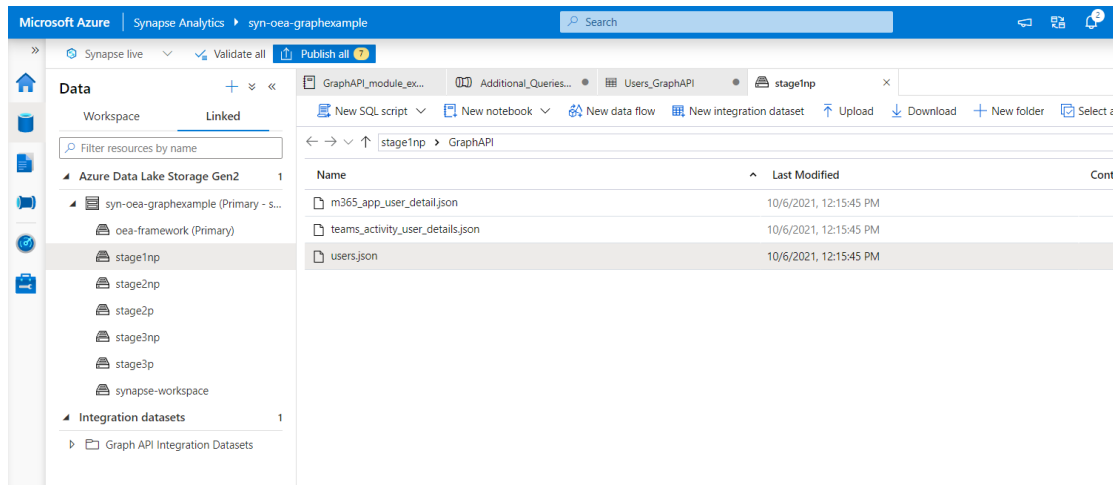 Microsoft Azure Synapse Analytics syn-oea-graphexample Search 2
Synapse live Validate all Publish all 7
Data
Workspace Linked
Filter resources by name
Azure Data Lake Storage Gen2 1
syn-oea-graphexample (Primary - s...
oea-framework (Primary)
stage1np
stage2np
stage2p
stage3np
stage3p
synapse-workspace
Integration datasets 1
Graph API Integration Datasets
GraphAPI_module_ex... Additional_Queries... Users_GraphAPI stage1np
New SQL script New notebook New data flow New integration dataset Upload Download New folder Select a
stage1np GraphAPI
Name Last Modified Cont
m365_app_user_detail.json 10/6/2021, 12:15:45 PM
teams_activity_user_details.json 10/6/2021, 12:15:45 PM
users.json 10/6/2021, 12:15:45 PM